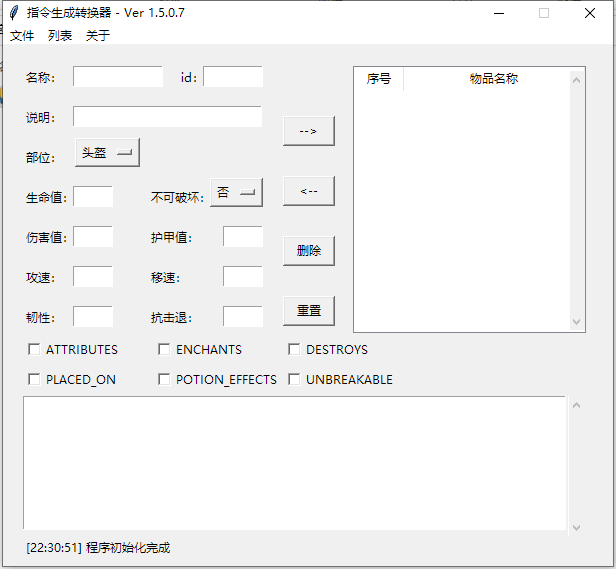 指令生成转换器 - Ver 1.5.0.7
文件 列表 关于
名称: id:
序号 物品名称
说明:
-->
部位: 头盔
生命值: 不可破坏: 否
<--
伤害值: 护甲值:
删除
攻速: 移速:
韧性: 抗击退:
重置
ATTRIBUTES ENCHANTS DESTROYS
PLACED_ON POTION_EFFECTS UNBREAKABLE
[22:30:51] 程序初始化完成